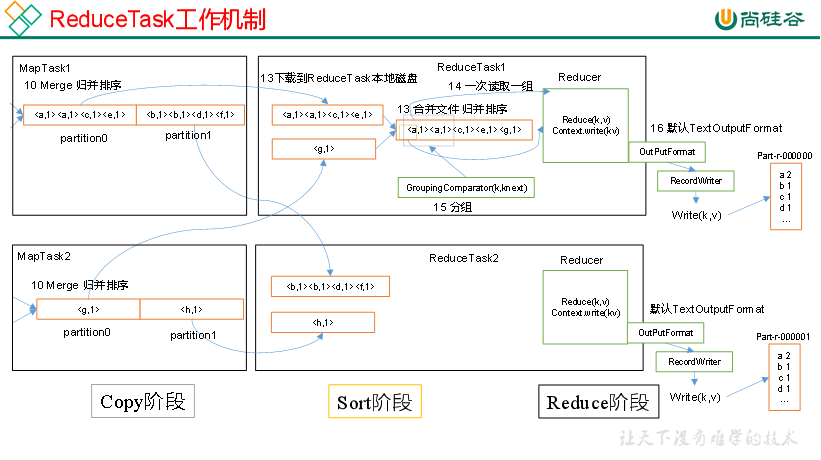 ReduceTask工作机制
尚硅谷
MapTask1
10 Merge 归并排序
<a,1><a,1><c,1><e,1>
<b,1><b,1><d,1><f,1>
partition0
partition1
ReduceTask1
13下载到ReduceTask本地磁盘
<a,1><a,1><c,1><e,1>
<g,1>
14 一次读取一组
13 合并文件 归并排序
<a,1><a,1><c,1><e,1><g,1>
GroupingComparator(k,knext)
15 分组
Reducer
Reduce(k,v)
Context.write(kv)
16 默认TextOutputFormat
OutPutFormat
RecordWriter
Write(k,v)
Part-r-000000
a 2
b 1
c 1
d 1
...
MapTask2
10 Merge 归并排序
<g,1>
<h,1>
partition0
partition1
ReduceTask2
<b,1><b,1><d,1><f,1>
<h,1>
Reducer
Reduce(k,v)
Context.write(kv)
默认TextOutputFormat
OutPutFormat
RecordWriter
Write(k,v)
Part-r-000001
a 2
b 1
c 1
d 1
...
Copy阶段
Sort阶段
Reduce阶段
让天下没有难学的技术